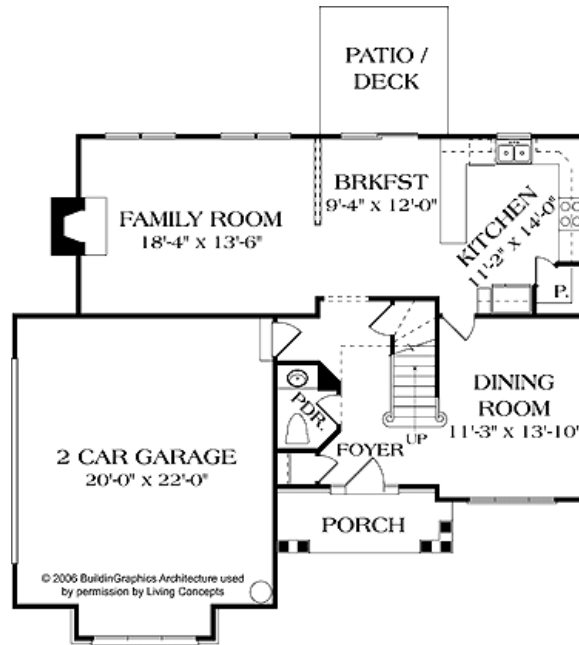 PATIO /
DECK
BRKFST
9'-4" X 12'-0"
FAMILY ROOM
18'-4" X 13'-6"
KITCHEN
11'-2" X 14'-0"
P.
DINING
ROOM
11'-3" X 13'-10"
PDR.
UP
FOYER
2 CAR GARAGE
20'-0" X 22'-0"
PORCH
© 2006 BuildinGraphics Architecture used
by permission by Living Concepts